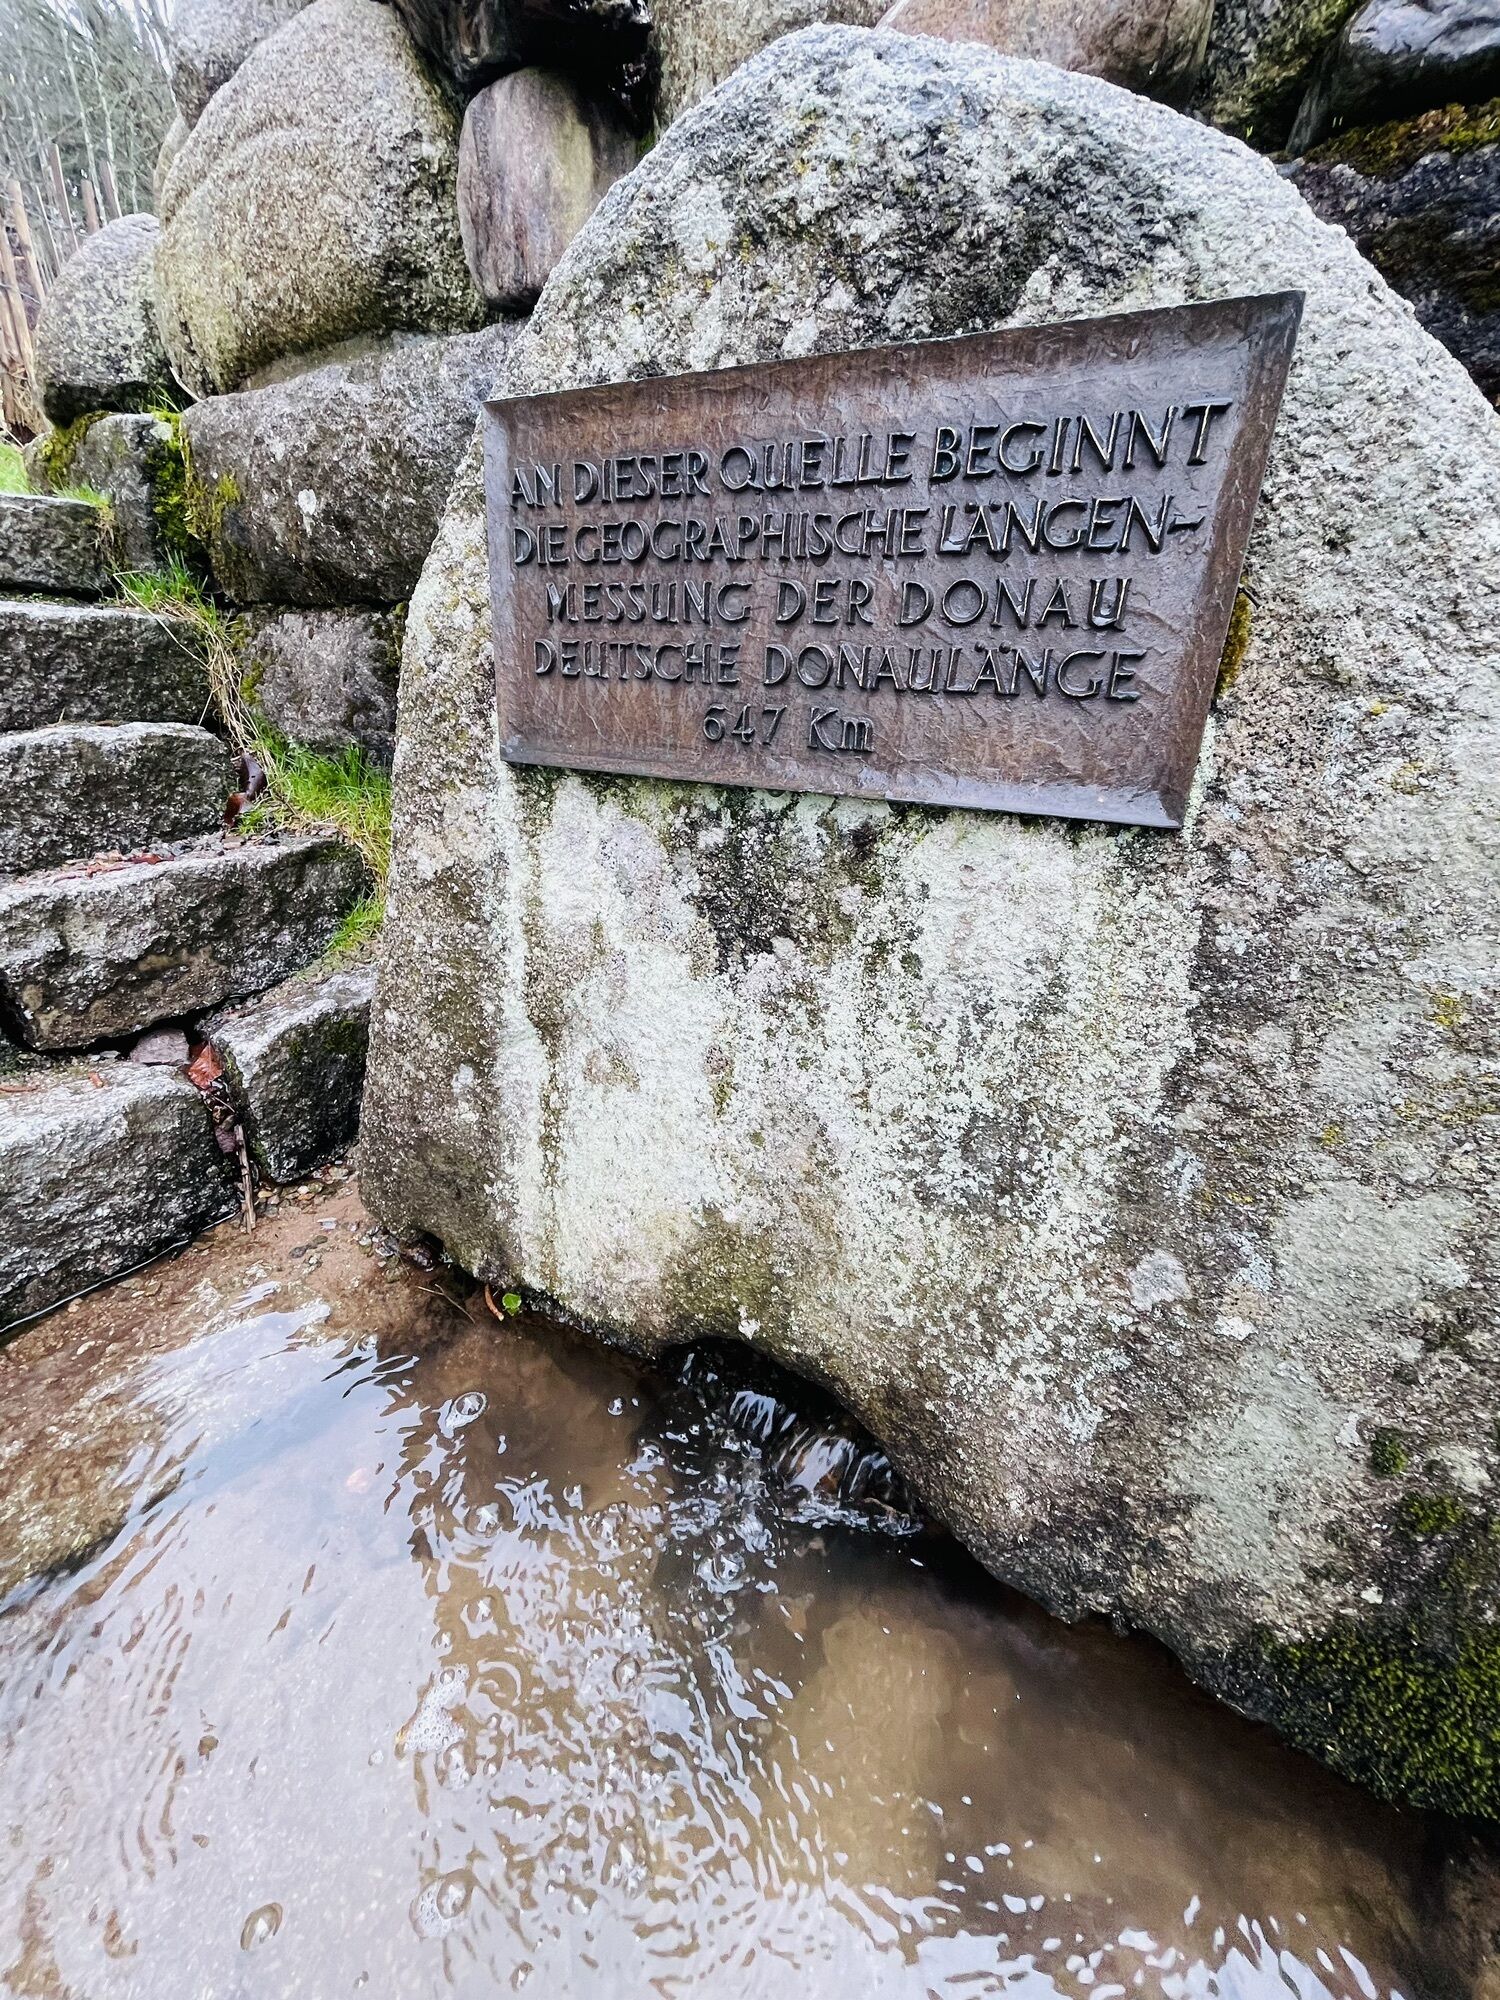 AN DIESER QUELLE BEGINNT
DIE GEOGRAPHISCHE LÄNGEN-
MESSUNG DER DONAU
DEUTSCHE DONAULÄNGE
647 Km